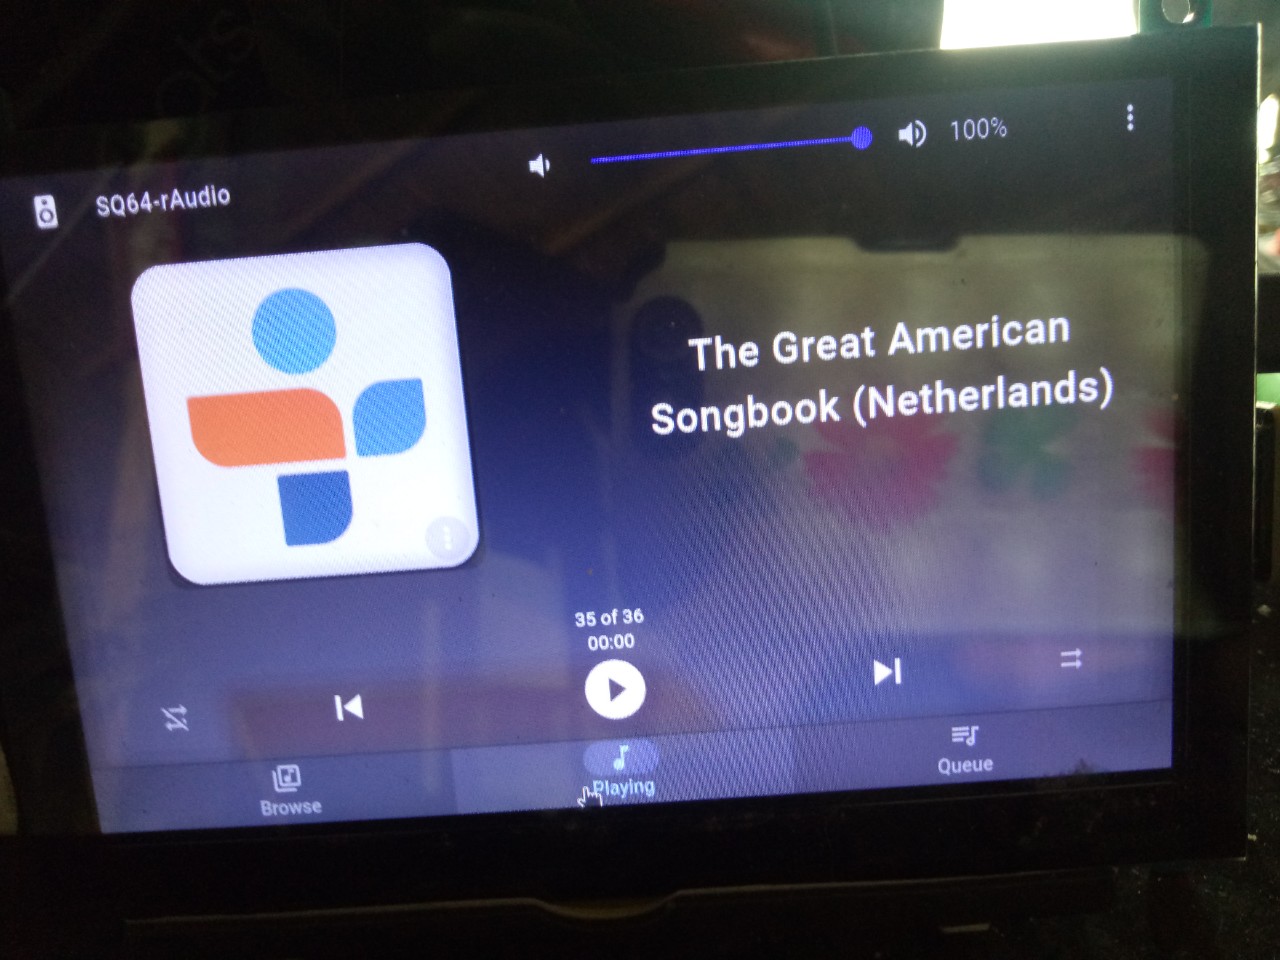 100%
SQ64-rAudio
The Great American
Songbook (Netherlands)
35 of 36
00:00
Browse
Playing
Queue